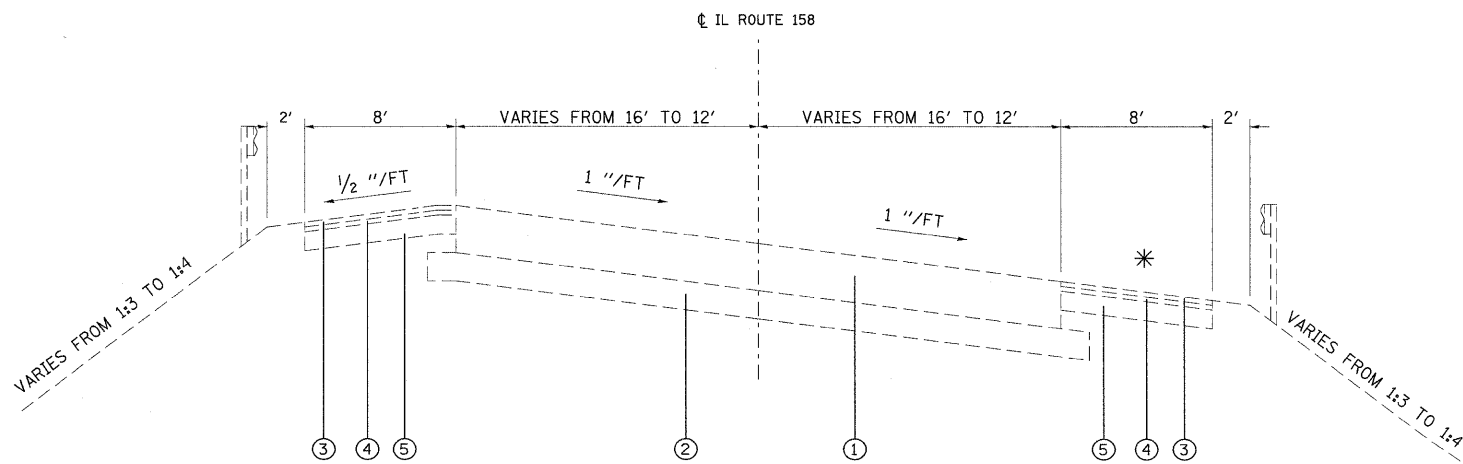 ℄ IL ROUTE 158
2' 8' VARIES FROM 16' TO 12' VARIES FROM 16' TO 12' 8' 2'
1/2 "/FT
1 "/FT
1 "/FT
*
VARIES FROM 1:3 TO 1:4
VARIES FROM 1:3 TO 1:4
3 4 5 2 1 5 4 3